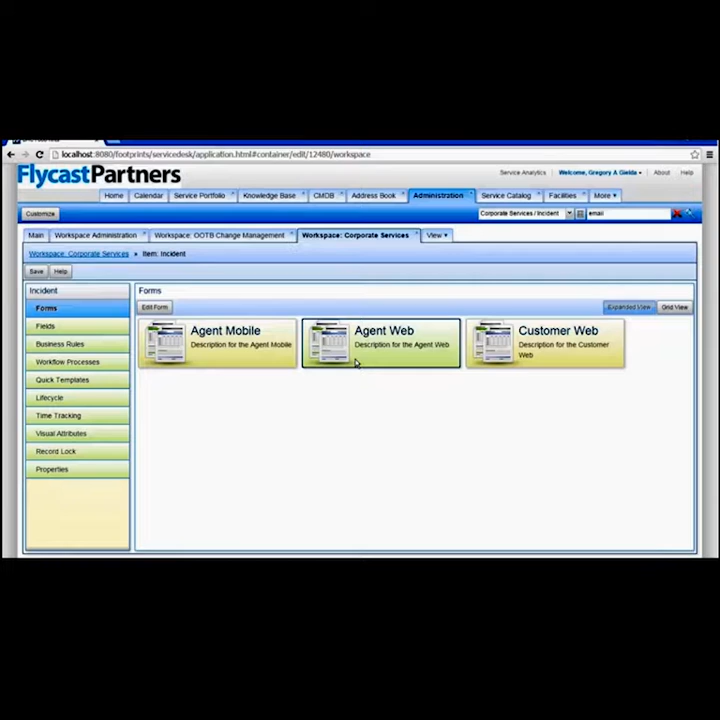 localhost:8080/footprints/servicedesk/application.html#container/edit/12480/workspace
FlycastPartners
Service Analytics Welcome, Gregory A Gielda About Help
Home Calendar Service Portfolio Knowledge Base CMDB Address Book Administration Service Catalog Facilities More
Customize Corporate Services / Incident email
Main Workspace Administration Workspace: OOTB Change Management Workspace: Corporate Services View
Workspace: Corporate Services » Item: Incident
Save Help
Incident Forms
Forms Edit Form Expanded View Grid View
Fields
Business Rules
Workflow Processes
Quick Templates
Lifecycle
Time Tracking
Visual Attributes
Record Lock
Properties
Agent Mobile
Description for the Agent Mobile
Agent Web
Description for the Agent Web
Customer Web
Description for the Customer
Web